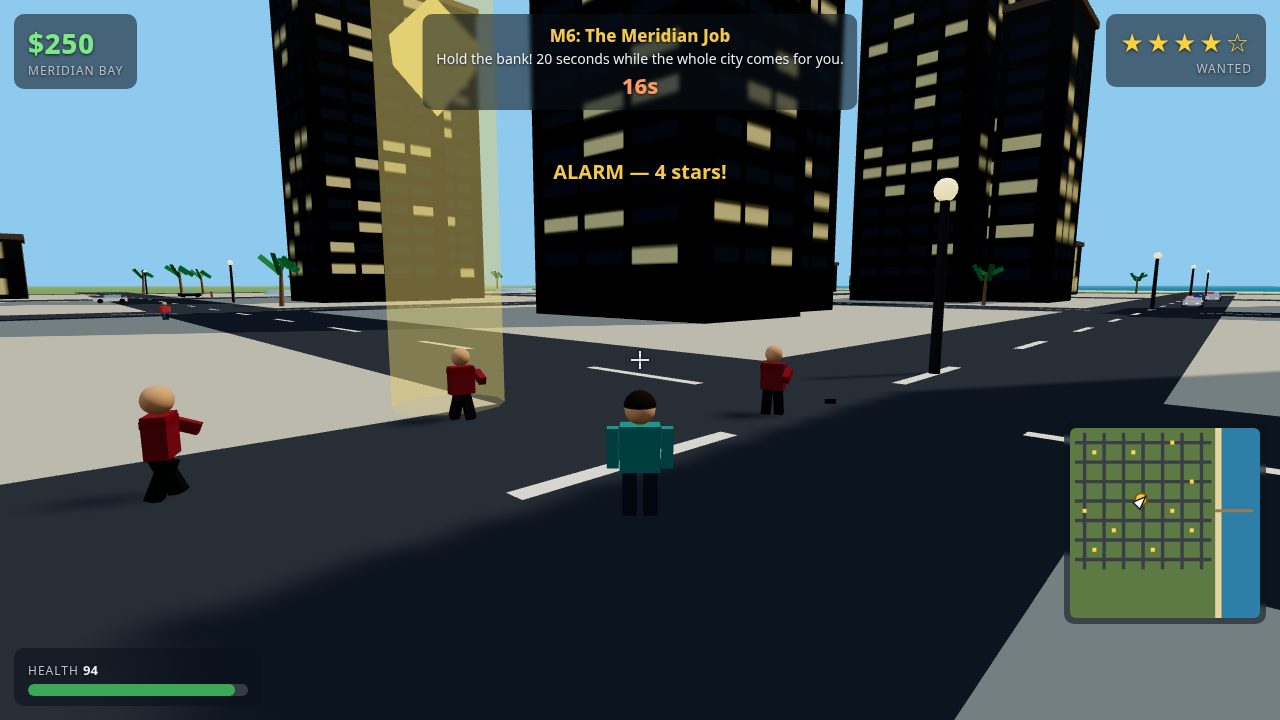 $250
MERIDIAN BAY
M6: The Meridian Job
Hold the bank! 20 seconds while the whole city comes for you.
16s
★★★★☆
WANTED
ALARM — 4 stars!
HEALTH 94